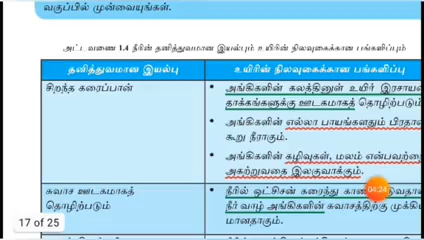 வகுப்பில் முன்வையுங்கள்.
அட்டவணை 1.4 நீரின் தனித்துவமான இயல்பும் உயிரின் நிலவுகைக்கான பங்களிப்பும்
தனித்துவமான இயல்பு
உயிரின் நிலவுகைக்கான பங்களிப்பு
சிறந்த கரைப்பான்
• அங்கிகளின் கலத்தினுள் உயிர் இரசாயன
தாக்கங்களுக்கு ஊடகமாகத் தொழிற்படும்
• அங்கிகளின் எல்லா பாயங்களதும் பிரதா
கூறு நீராகும்.
• அங்கிகளின் கழிவுகள், மலம் என்பவற்றை
அகற்றுவதை இலகுவாக்கும்.
சுவாச ஊடகமாகத்
தொழிற்படும்
• நீரில் ஒட்சிசன் கரைந்து
நீர் வாழ் அங்கிகளின் சுவாசத்திற்கு முக்கிய
மானதாகும்.
04:24
17 of 25